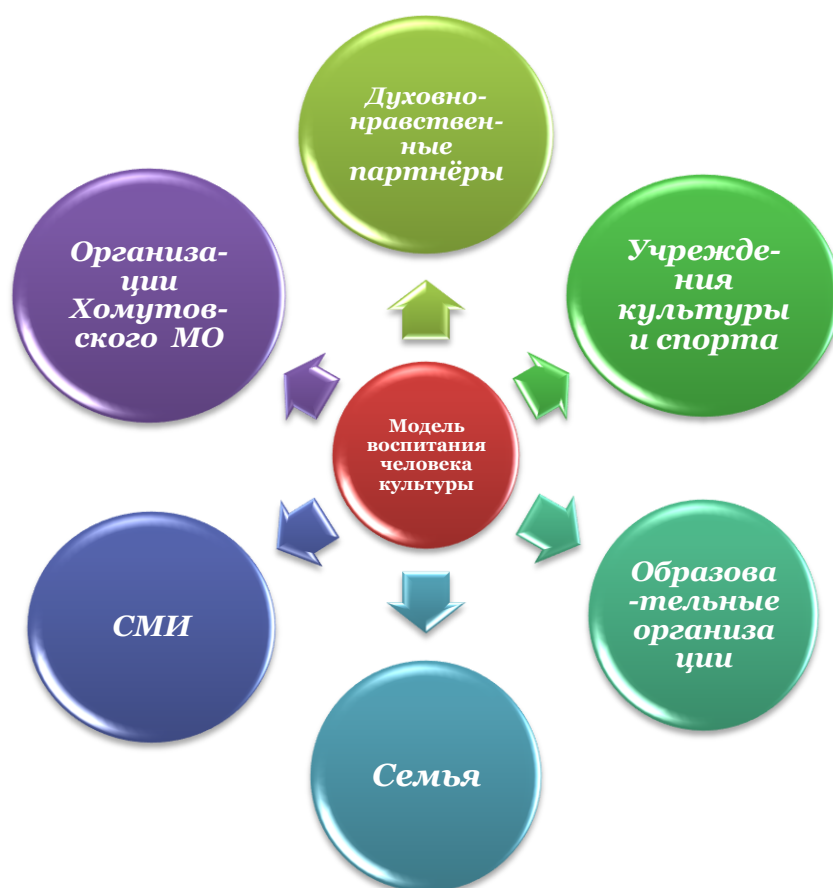 Духовно-
нравствен-
ные
партнёры
Организа-
ции
Хомутов-
ского МО
Учрежде-
ния
культуры
и спорта
Модель
воспитания
человека
культуры
СМИ
Образова
-тельные
организа
ции
Семья